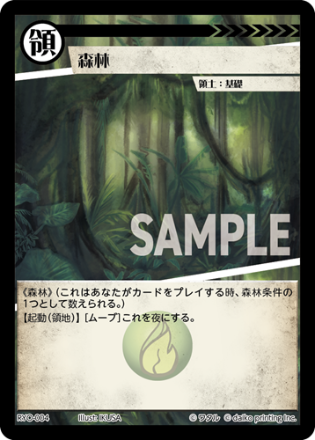 領
森林
領土：基礎
SAMPLE
《森林》（これはあなたがカードをプレイする時、森林条件の
1つとして数えられる。）
【起動（領地）】［ムーブ］これを夜にする。
RYO-004 Illust: IKUSA © ワタル © daiko printing Inc.